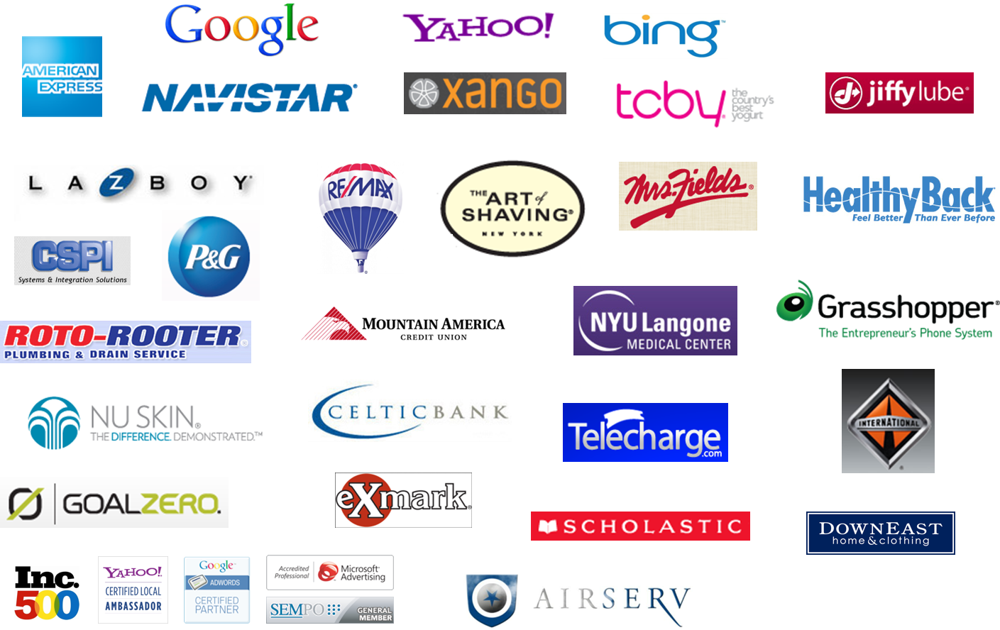 Google
YAHOO!
bing™
AMERICAN
EXPRESS
NAVISTAR®
XANGO
tcby®
the
country's
best
yogurt
jiffy lube®
LAZBOY®
RE/MAX
®
THE
ART of
SHAVING®
NEW YORK
Mrs. Fields®
HealthyBack
Feel Better Than Ever Before
CSPI
Systems & Integration Solutions
P&G
ROTO-ROOTER®
PLUMBING & DRAIN SERVICE
MOUNTAIN AMERICA
CREDIT UNION
NYU Langone
MEDICAL CENTER
Grasshopper®
The Entrepreneur's Phone System
NU SKIN®
THE DIFFERENCE. DEMONSTRATED.™
CELTICBANK
Telecharge
.com
INTERNATIONAL
®
GOALZERO.
eXmark®
SCHOLASTIC
DOWNEAST
home & clothing
Inc.
500
YAHOO!
CERTIFIED LOCAL
AMBASSADOR
Google™
ADWORDS
CERTIFIED
PARTNER
Accredited
Professional
Microsoft®
Advertising
SEMPO
GENERAL
MEMBER
AIRSERV